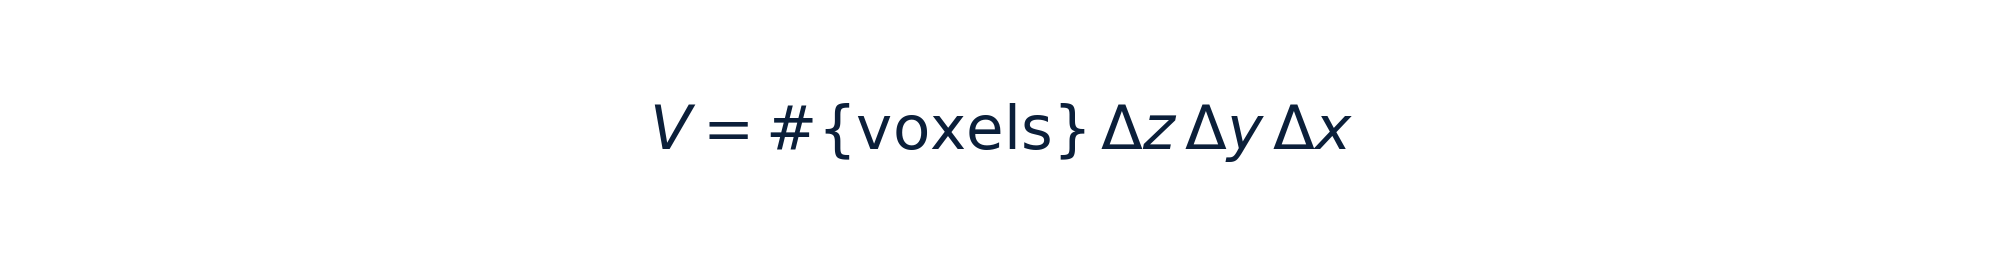 V = #{voxels} Δz Δy Δx